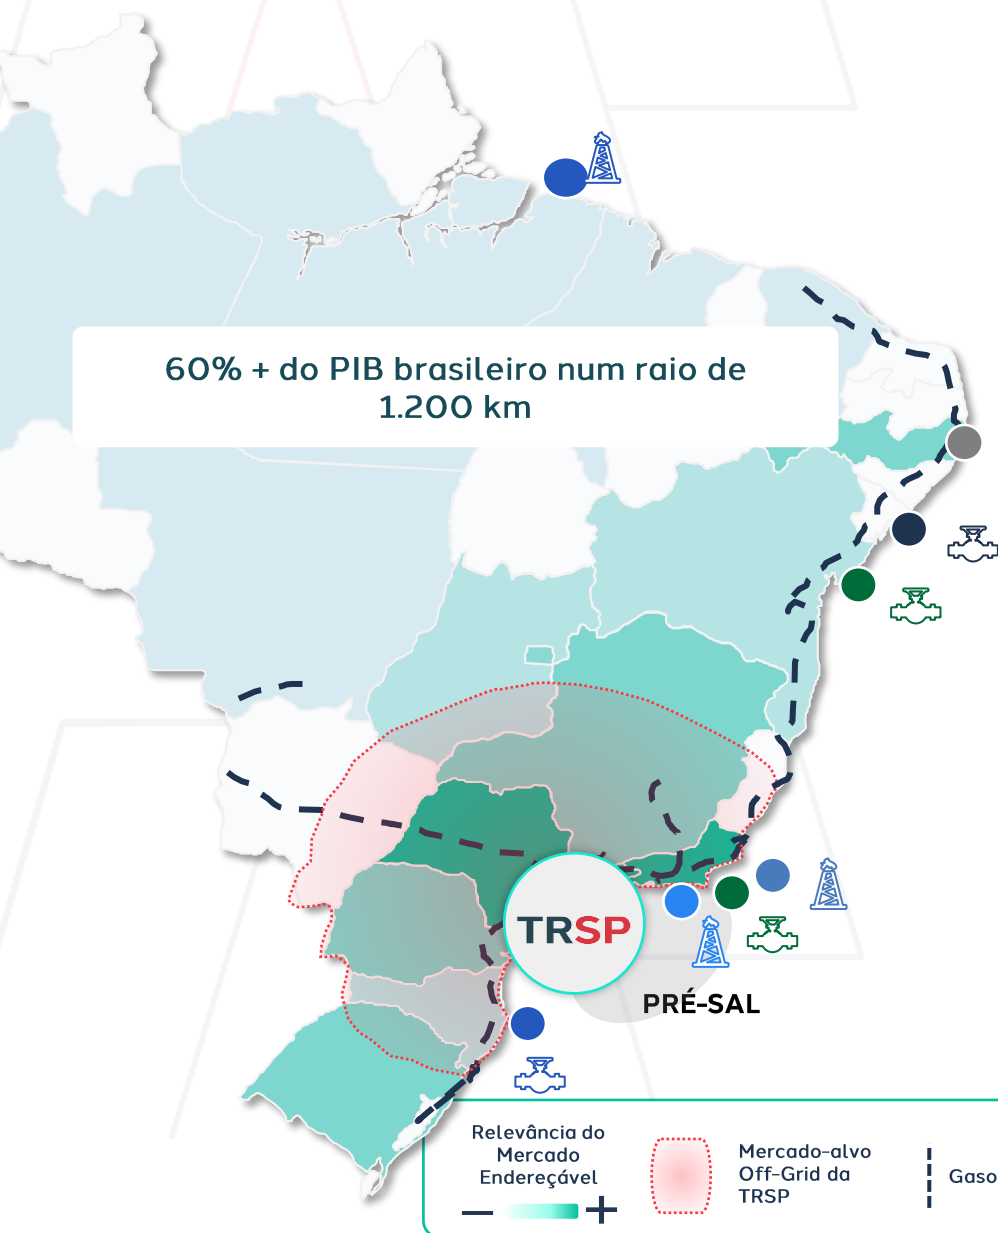 60% + do PIB brasileiro num raio de
1.200 km
TRSP
PRÉ-SAL
Relevância do
Mercado
Endereçável
Mercado-alvo
Off-Grid da
TRSP
Gaso